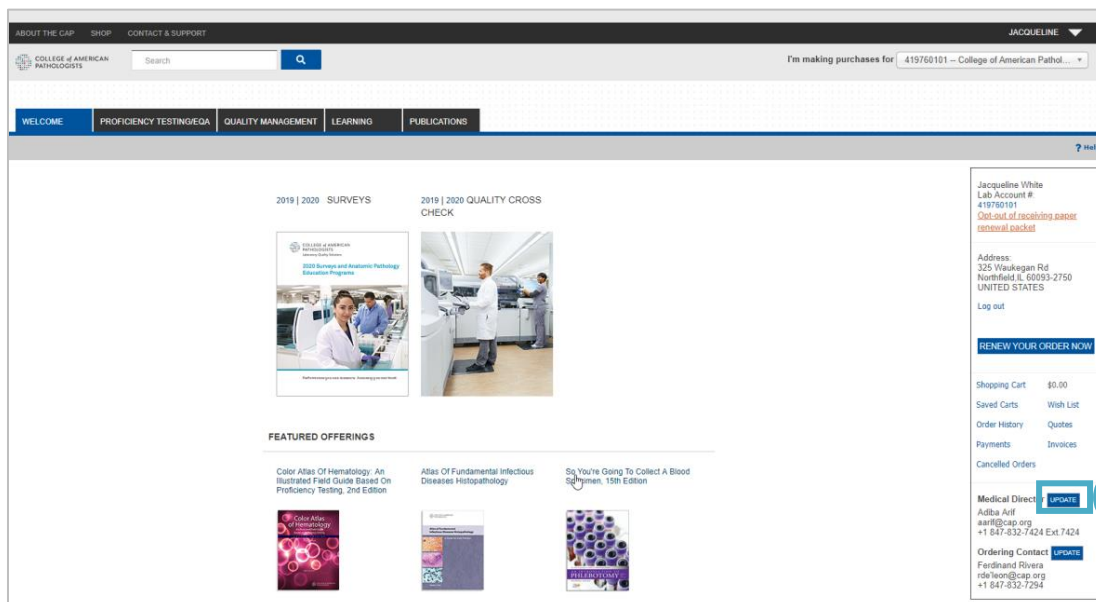 ABOUT THE CAP SHOP CONTACT & SUPPORT JACQUELINE
COLLEGE of AMERICAN
PATHOLOGISTS
Search
I'm making purchases for 419760101 -- College of American Pathol...
WELCOME PROFICIENCY TESTING/EQA QUALITY MANAGEMENT LEARNING PUBLICATIONS
? Hel
2019 | 2020 SURVEYS
2019 | 2020 QUALITY CROSS
CHECK
COLLEGE of AMERICAN
PATHOLOGISTS
2020 Surveys and Anatomic Pathology
Education Programs
FEATURED OFFERINGS
Color Atlas Of Hematology: An
Illustrated Field Guide Based On
Proficiency Testing, 2nd Edition
Atlas Of Fundamental Infectious
Diseases Histopathology
So You're Going To Collect A Blood
Specimen, 15th Edition
Color Atlas
of Hematology
PHLEBOTOMY
Jacqueline White
Lab Account #:
419760101
Opt-out of receiving paper
renewal packet
Address:
325 Waukegan Rd
Northfield,IL 60093-2750
UNITED STATES
Log out
RENEW YOUR ORDER NOW
Shopping Cart $0.00
Saved Carts Wish List
Order History Quotes
Payments Invoices
Cancelled Orders
Medical Director UPDATE
Adiba Arif
aarif@cap.org
+1 847-832-7424 Ext.7424
Ordering Contact UPDATE
Ferdinand Rivera
rde'leon@cap.org
+1 847-832-7294